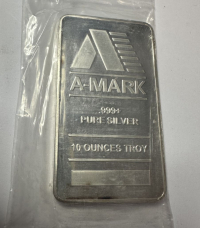 A-MARK
.999+
PURE SILVER
10 OUNCES TROY